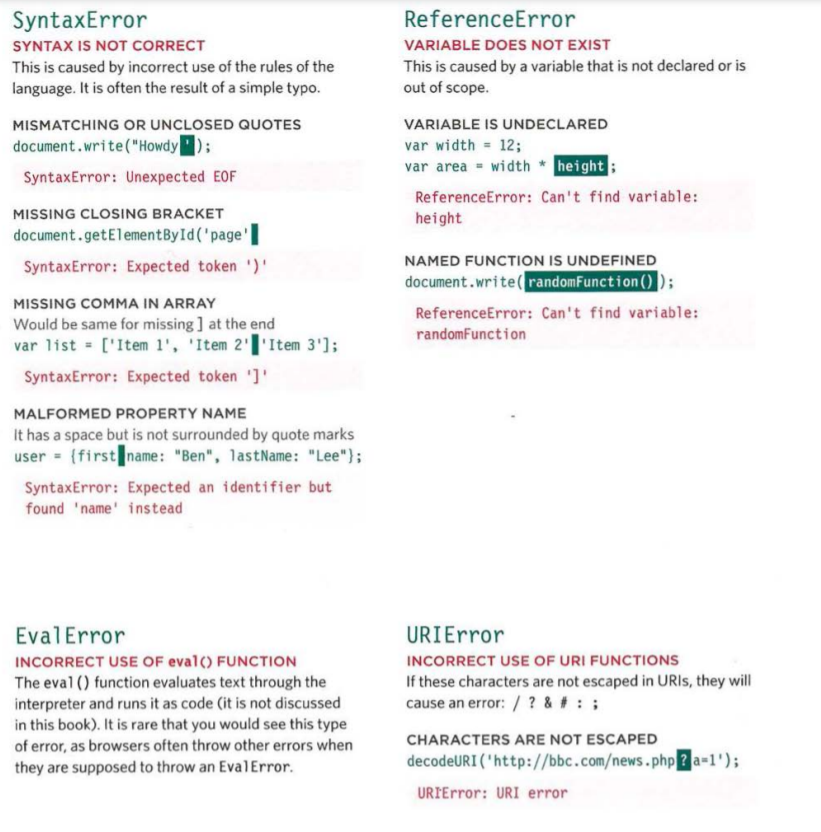 SyntaxError
SYNTAX IS NOT CORRECT
This is caused by incorrect use of the rules of the
language. It is often the result of a simple typo.
MISMATCHING OR UNCLOSED QUOTES
document.write("Howdy');
SyntaxError: Unexpected EOF
MISSING CLOSING BRACKET
document.getElementById('page'
SyntaxError: Expected token ')'
MISSING COMMA IN ARRAY
Would be same for missing ] at the end
var list = ['Item 1', 'Item 2' 'Item 3'];
SyntaxError: Expected token ']'
MALFORMED PROPERTY NAME
It has a space but is not surrounded by quote marks
user = {first name: "Ben", lastName: "Lee"};
SyntaxError: Expected an identifier but
found 'name' instead
ReferenceError
VARIABLE DOES NOT EXIST
This is caused by a variable that is not declared or is
out of scope.
VARIABLE IS UNDECLARED
var width = 12;
var area = width * height;
ReferenceError: Can't find variable:
height
NAMED FUNCTION IS UNDEFINED
document.write(randomFunction());
ReferenceError: Can't find variable:
randomFunction
EvalError
INCORRECT USE OF eval() FUNCTION
The eval() function evaluates text through the
interpreter and runs it as code (it is not discussed
in this book). It is rare that you would see this type
of error, as browsers often throw other errors when
they are supposed to throw an EvalError.
URIError
INCORRECT USE OF URI FUNCTIONS
If these characters are not escaped in URIs, they will
cause an error: / ? & # : ;
CHARACTERS ARE NOT ESCAPED
decodeURI('http://bbc.com/news.php?a=1');
URIError: URI error